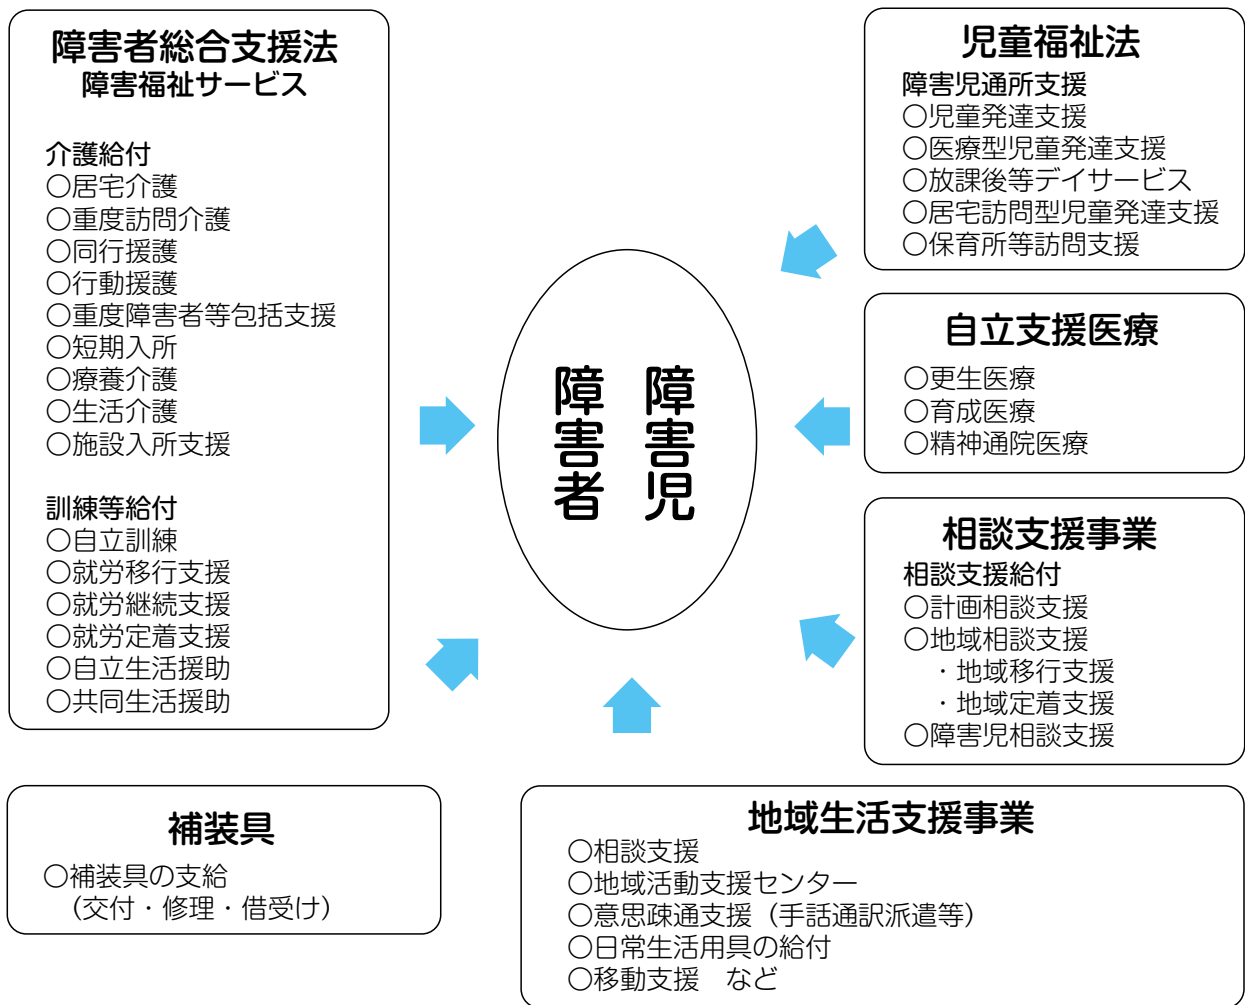 障害者総合支援法
障害福祉サービス
介護給付
○居宅介護
○重度訪問介護
○同行援護
○行動援護
○重度障害者等包括支援
○短期入所
○療養介護
○生活介護
○施設入所支援
訓練等給付
○自立訓練
○就労移行支援
○就労継続支援
○就労定着支援
○自立生活援助
○共同生活援助
児童福祉法
障害児通所支援
○児童発達支援
○医療型児童発達支援
○放課後等デイサービス
○居宅訪問型児童発達支援
○保育所等訪問支援
自立支援医療
○更生医療
○育成医療
○精神通院医療
障害児
障害者
相談支援事業
相談支援給付
○計画相談支援
○地域相談支援
・地域移行支援
・地域定着支援
○障害児相談支援
補装具
○補装具の支給
（交付・修理・借受け）
地域生活支援事業
○相談支援
○地域活動支援センター
○意思疎通支援（手話通訳派遣等）
○日常生活用具の給付
○移動支援　など